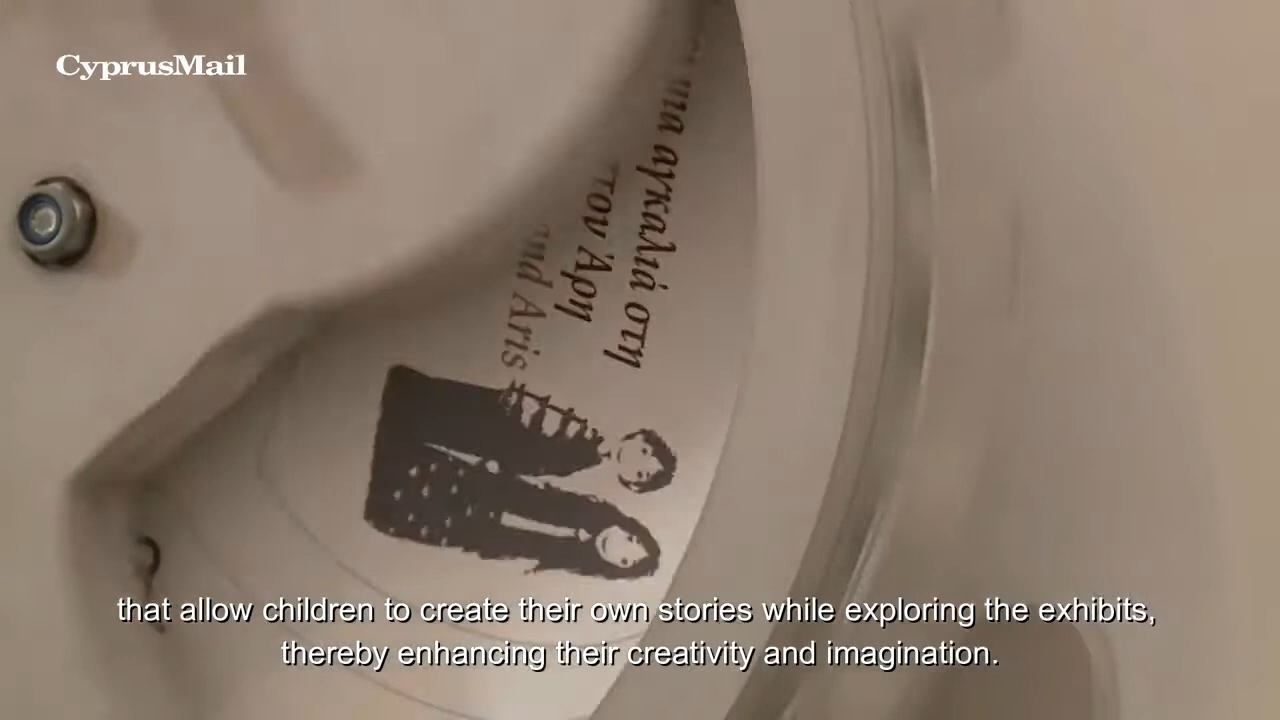 CyprusMail
μια αγκαλιά στη
τον Άρη
and Aris
that allow children to create their own stories while exploring the exhibits,
thereby enhancing their creativity and imagination.